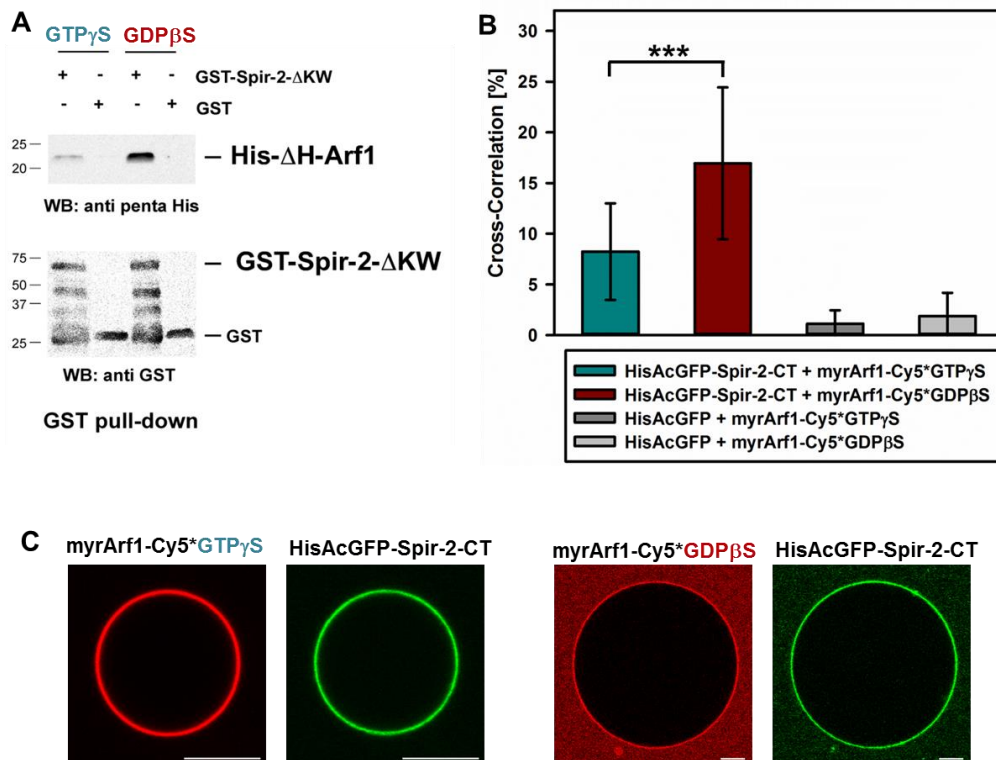 A
GTPγS GDPβS
+ - + - GST-Spir-2-ΔKW
- + - + GST
25
20
His-ΔH-Arf1
WB: anti penta His
75
50
37
25
GST-Spir-2-ΔKW
GST
WB: anti GST
GST pull-down
B
Cross-Correlation [%]
30
25
20
15
10
5
0
***
HisAcGFP-Spir-2-CT + myrArf1-Cy5*GTPγS
HisAcGFP-Spir-2-CT + myrArf1-Cy5*GDPβS
HisAcGFP + myrArf1-Cy5*GTPγS
HisAcGFP + myrArf1-Cy5*GDPβS
C
myrArf1-Cy5*GTPγS HisAcGFP-Spir-2-CT myrArf1-Cy5*GDPβS HisAcGFP-Spir-2-CT